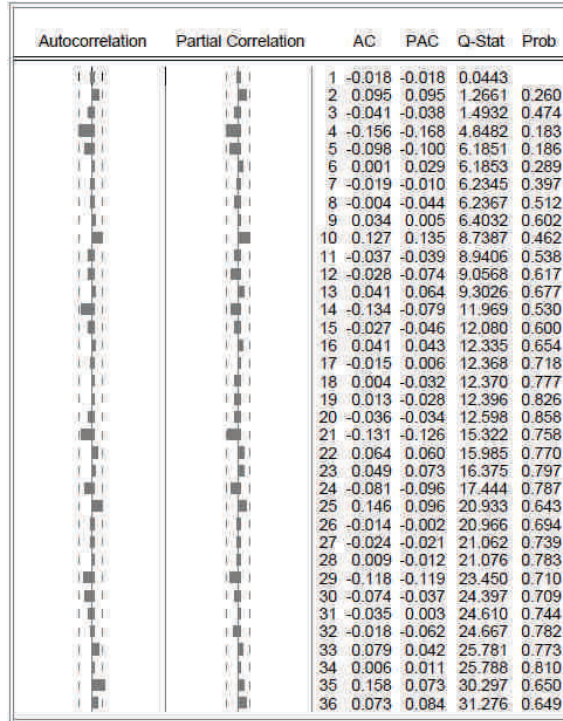 Autocorrelation Partial Correlation AC PAC Q-Stat Prob
1 -0.018 -0.018 0.0443
2 0.095 0.095 1.2661 0.260
3 -0.041 -0.038 1.4932 0.474
4 -0.156 -0.168 4.8482 0.183
5 -0.098 -0.100 6.1851 0.186
6 0.001 0.029 6.1853 0.289
7 -0.019 -0.010 6.2345 0.397
8 -0.004 -0.044 6.2367 0.512
9 0.034 0.005 6.4032 0.602
10 0.127 0.135 8.7387 0.462
11 -0.037 -0.039 8.9406 0.538
12 -0.028 -0.074 9.0568 0.617
13 0.041 0.064 9.3026 0.677
14 -0.134 -0.079 11.969 0.530
15 -0.027 -0.046 12.080 0.600
16 0.041 0.043 12.335 0.654
17 -0.015 0.006 12.368 0.718
18 0.004 -0.032 12.370 0.777
19 0.013 -0.028 12.396 0.826
20 -0.036 -0.034 12.598 0.858
21 -0.131 -0.126 15.322 0.758
22 0.064 0.060 15.985 0.770
23 0.049 0.073 16.375 0.797
24 -0.081 -0.096 17.444 0.787
25 0.146 0.096 20.933 0.643
26 -0.014 -0.002 20.966 0.694
27 -0.024 -0.021 21.062 0.739
28 0.009 -0.012 21.076 0.783
29 -0.118 -0.119 23.450 0.710
30 -0.074 -0.037 24.397 0.709
31 -0.035 0.003 24.610 0.744
32 -0.018 -0.062 24.667 0.782
33 0.079 0.042 25.781 0.773
34 0.006 0.011 25.788 0.810
35 0.158 0.073 30.297 0.650
36 0.073 0.084 31.276 0.649